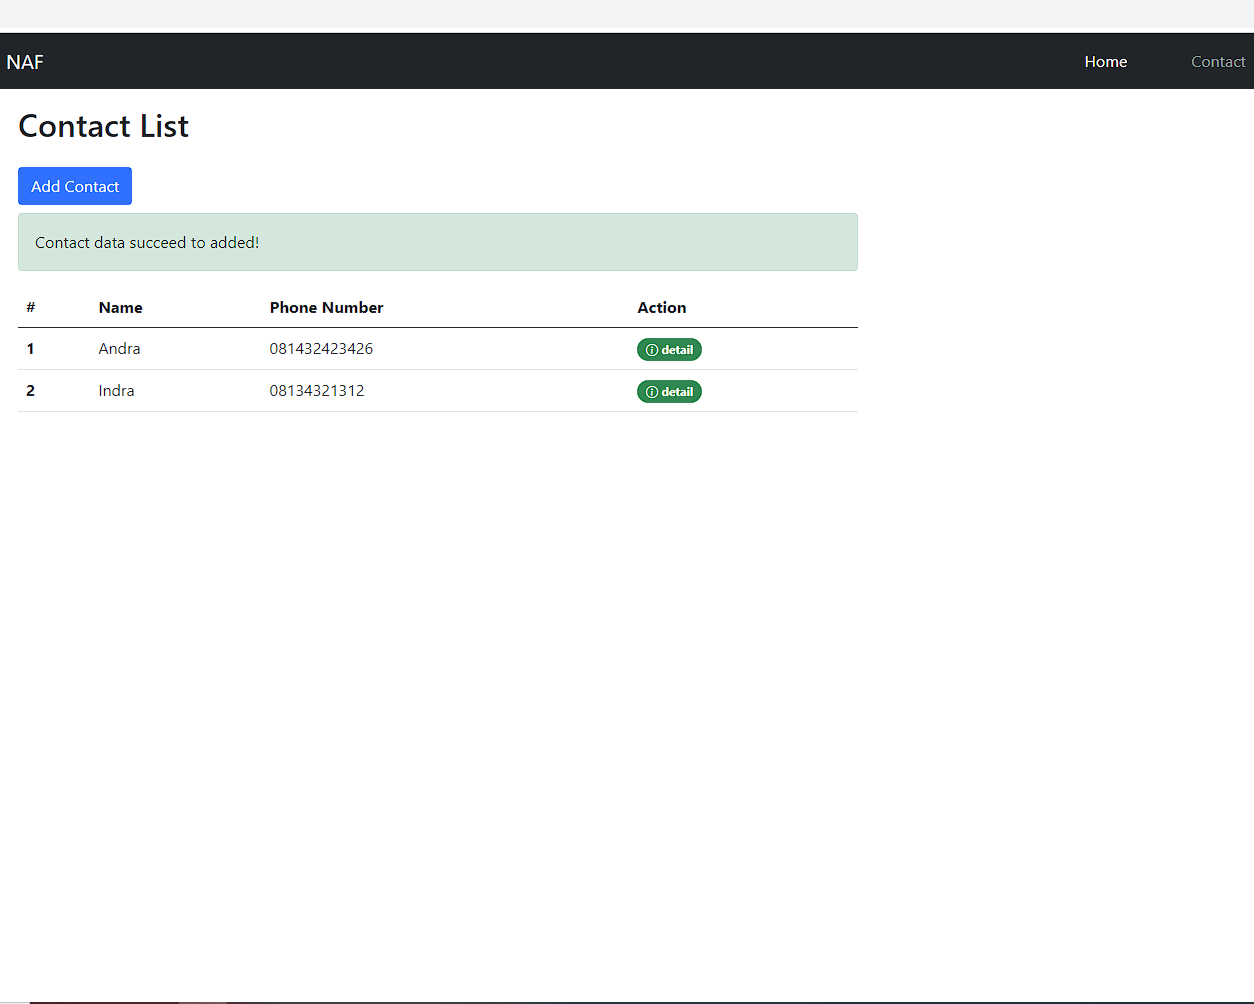 NAF Home Contact
Contact List
Add Contact
Contact data succeed to added!
# Name Phone Number Action
1 Andra 081432423426 detail
2 Indra 08134321312 detail